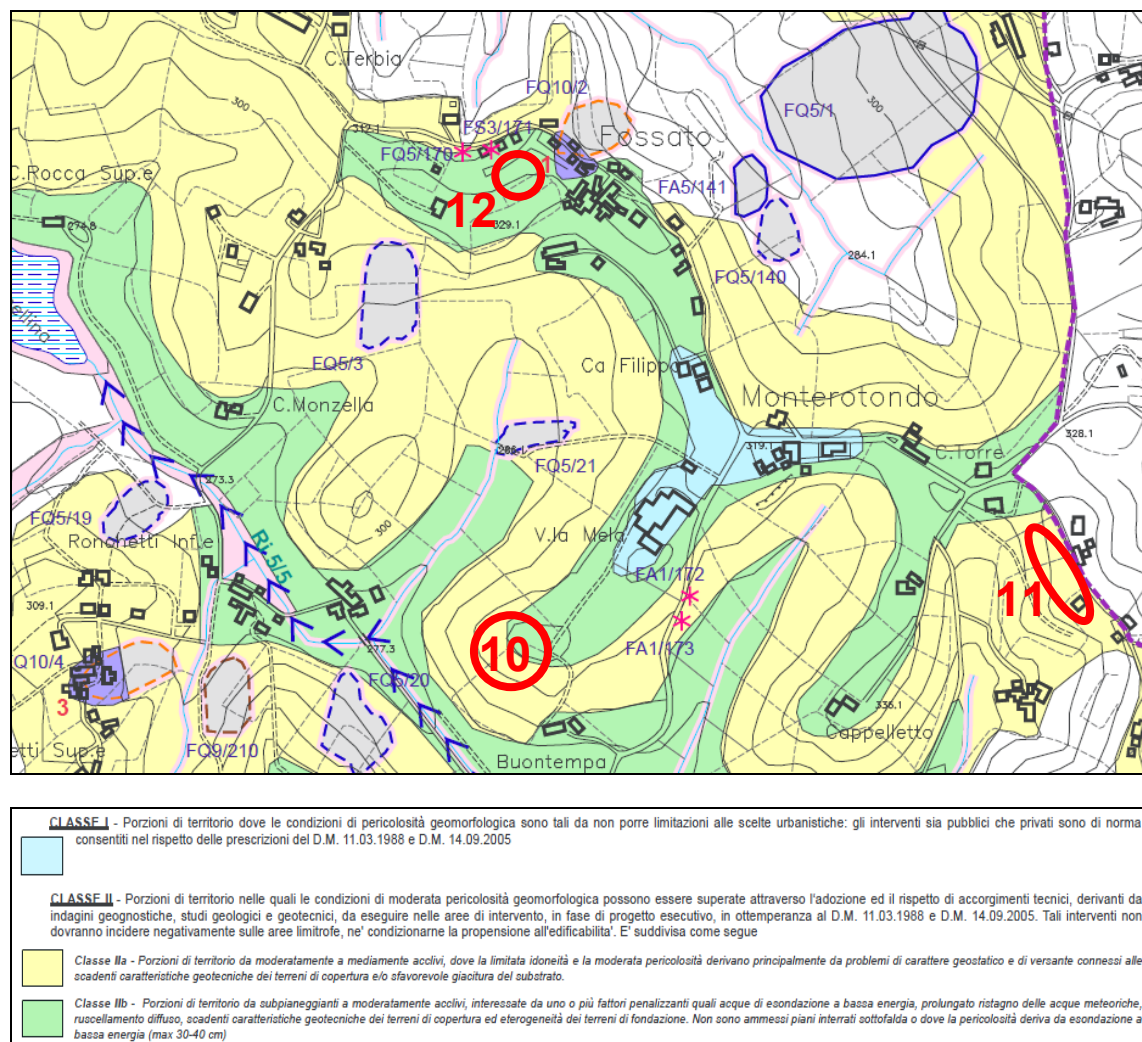 C.Terbia
300
FQ10/2
FQ5/1
300
312.1
FS3/171
Fossato
FQ5/170
1
C.Rocca Sup.e
FA5/141
12
329.1
274.8
284.1
FQ5/140
FQ5/3
Ca Filippo
C.Monzella
Monterotondo
328.1
319.1
C.Torre
FQ5/21
273.3
FQ5/19
300
V.la Mela
Ronchetti Inf.e
Ri.5/5
FA1/172
11
309.1
10
FA1/173
Q10/4
277.3
FQ5/20
3
336.1
Cappelletto
etti Sup.e
FQ9/210
Buontempa
CLASSE I - Porzioni di territorio dove le condizioni di pericolosità geomorfologica sono tali da non porre limitazioni alle scelte urbanistiche: gli interventi sia pubblici che privati sono di norma
consentiti nel rispetto delle prescrizioni del D.M. 11.03.1988 e D.M. 14.09.2005
CLASSE II - Porzioni di territorio nelle quali le condizioni di moderata pericolosità geomorfologica possono essere superate attraverso l'adozione ed il rispetto di accorgimenti tecnici, derivanti da
indagini geognostiche, studi geologici e geotecnici, da eseguire nelle aree di intervento, in fase di progetto esecutivo, in ottemperanza al D.M. 11.03.1988 e D.M. 14.09.2005. Tali interventi non
dovranno incidere negativamente sulle aree limitrofe, ne' condizionarne la propensione all'edificabilita'. E' suddivisa come segue
Classe IIa - Porzioni di territorio da moderatamente a mediamente acclivi, dove la limitata idoneità e la moderata pericolosità derivano principalmente da problemi di carattere geostatico e di versante connessi alle
scadenti caratteristiche geotecniche dei terreni di copertura e/o sfavorevole giacitura del substrato.
Classe IIb - Porzioni di territorio da subpianeggianti a moderatamente acclivi, interessate da uno o più fattori penalizzanti quali acque di esondazione a bassa energia, prolungato ristagno delle acque meteoriche,
ruscellamento diffuso, scadenti caratteristiche geotecniche dei terreni di copertura ed eterogeneità dei terreni di fondazione. Non sono ammessi piani interrati sottofalda o dove la pericolosità deriva da esondazione a
bassa energia (max 30-40 cm)